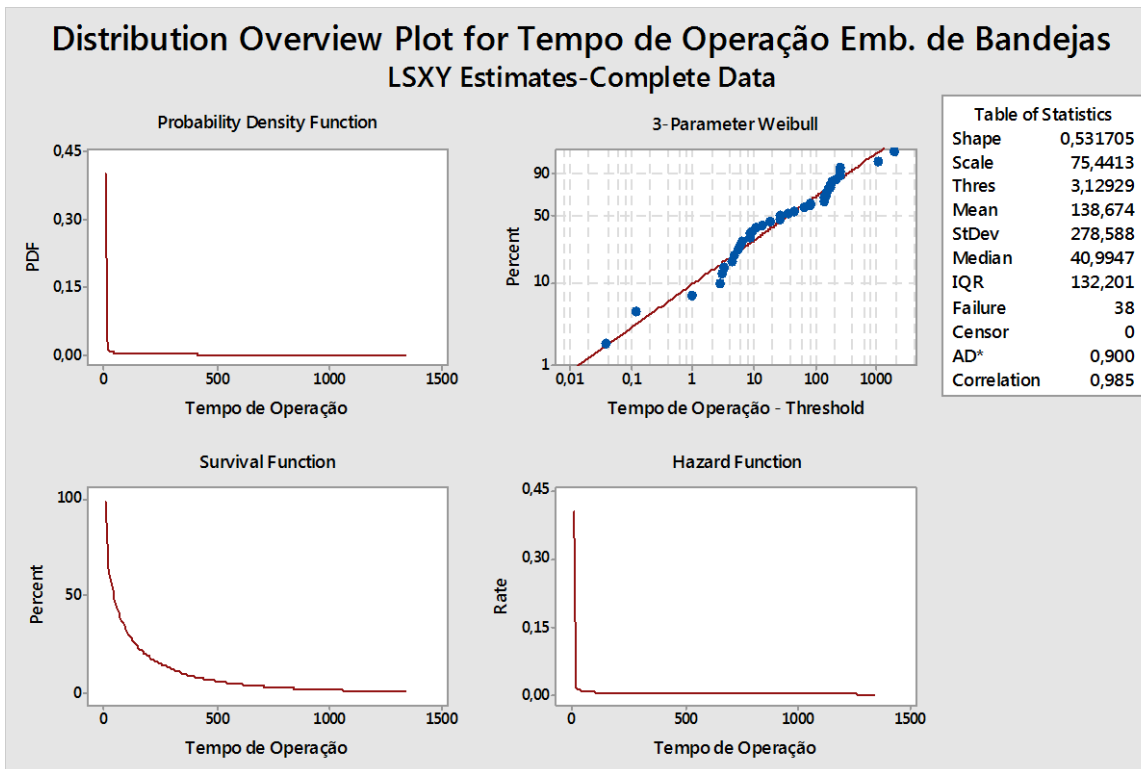 Distribution Overview Plot for Tempo de Operação Emb. de Bandejas
LSXY Estimates-Complete Data
Probability Density Function
0,45
0,30
0,15
0,00
PDF
0 500 1000 1500
Tempo de Operação
3-Parameter Weibull
90
50
10
1
Percent
0,01 0,1 1 10 100 1000
Tempo de Operação - Threshold
Table of Statistics
Shape 0,531705
Scale 75,4413
Thres 3,12929
Mean 138,674
StDev 278,588
Median 40,9947
IQR 132,201
Failure 38
Censor 0
AD* 0,900
Correlation 0,985
Survival Function
100
50
0
Percent
0 500 1000 1500
Tempo de Operação
Hazard Function
0,45
0,30
0,15
0,00
Rate
0 500 1000 1500
Tempo de Operação